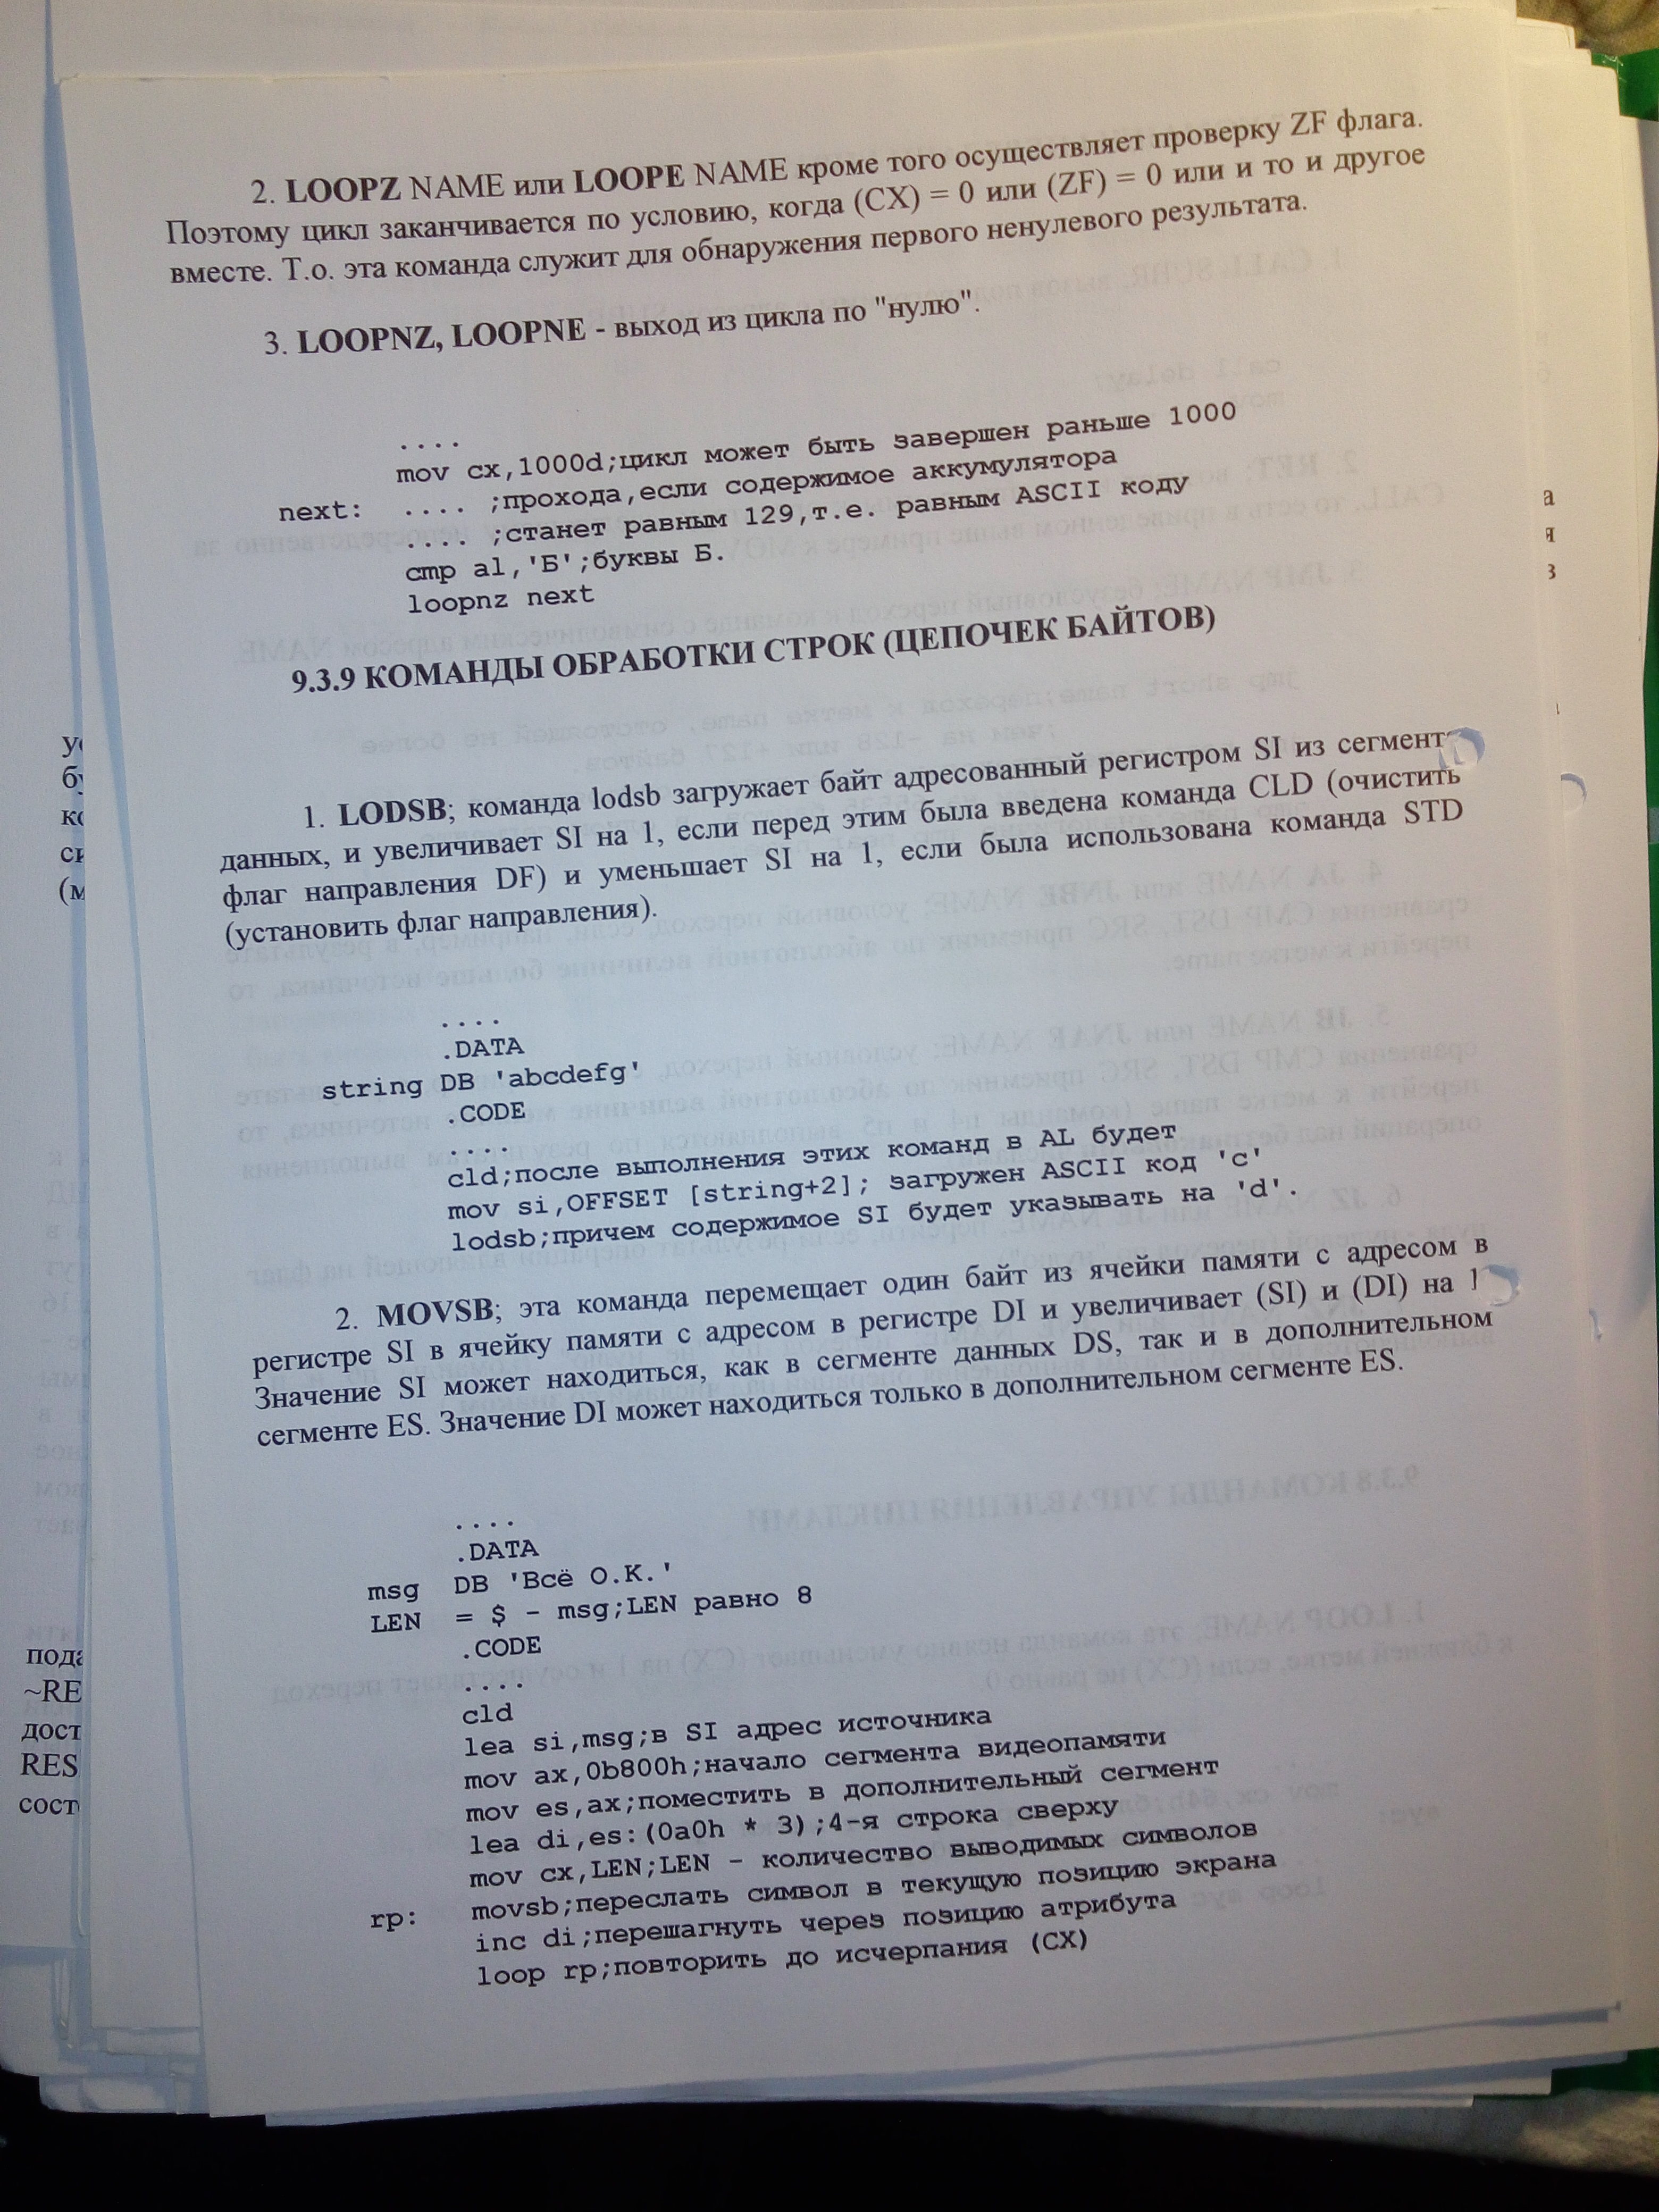 2. LOOPZ NAME или LOOPE NAME кроме того осуществляет проверку ZF флага.
Поэтому цикл заканчивается по условию, когда (CX) = 0 или (ZF) = 0 или и то и другое
вместе. Т.о. эта команда служит для обнаружения первого ненулевого результата.
3. LOOPNZ, LOOPNE - выход из цикла по "нулю".
....
mov cx,1000d;цикл может быть завершен раньше 1000
next: .... ;прохода,если содержимое аккумулятора
.... ;станет равным 129,т.е. равным ASCII коду
cmp al,'Б';буквы Б.
loopnz next
9.3.9 КОМАНДЫ ОБРАБОТКИ СТРОК (ЦЕПОЧЕК БАЙТОВ)
1. LODSB; команда lodsb загружает байт адресованный регистром SI из сегмента
данных, и увеличивает SI на 1, если перед этим была введена команда CLD (очистить
флаг направления DF) и уменьшает SI на 1, если была использована команда STD
(установить флаг направления).
....
.DATA
string DB 'abcdefg'
.CODE
....
cld;после выполнения этих команд в AL будет
mov si,OFFSET [string+2]; загружен ASCII код 'c'
lodsb;причем содержимое SI будет указывать на 'd'.
2. MOVSB; эта команда перемещает один байт из ячейки памяти с адресом в
регистре SI в ячейку памяти с адресом в регистре DI и увеличивает (SI) и (DI) на 1
Значение SI может находиться, как в сегменте данных DS, так и в дополнительном
сегменте ES. Значение DI может находиться только в дополнительном сегменте ES.
....
.DATA
msg DB 'Всё О.К.'
LEN = $ - msg;LEN равно 8
.CODE
....
cld
lea si,msg;в SI адрес источника
mov ax,0b800h;начало сегмента видеопамяти
mov es,ax;поместить в дополнительный сегмент
lea di,es:(0a0h * 3);4-я строка сверху
mov cx,LEN;LEN - количество выводимых символов
rp: movsb;переслать символ в текущую позицию экрана
inc di;перешагнуть через позицию атрибута
loop rp;повторить до исчерпания (CX)